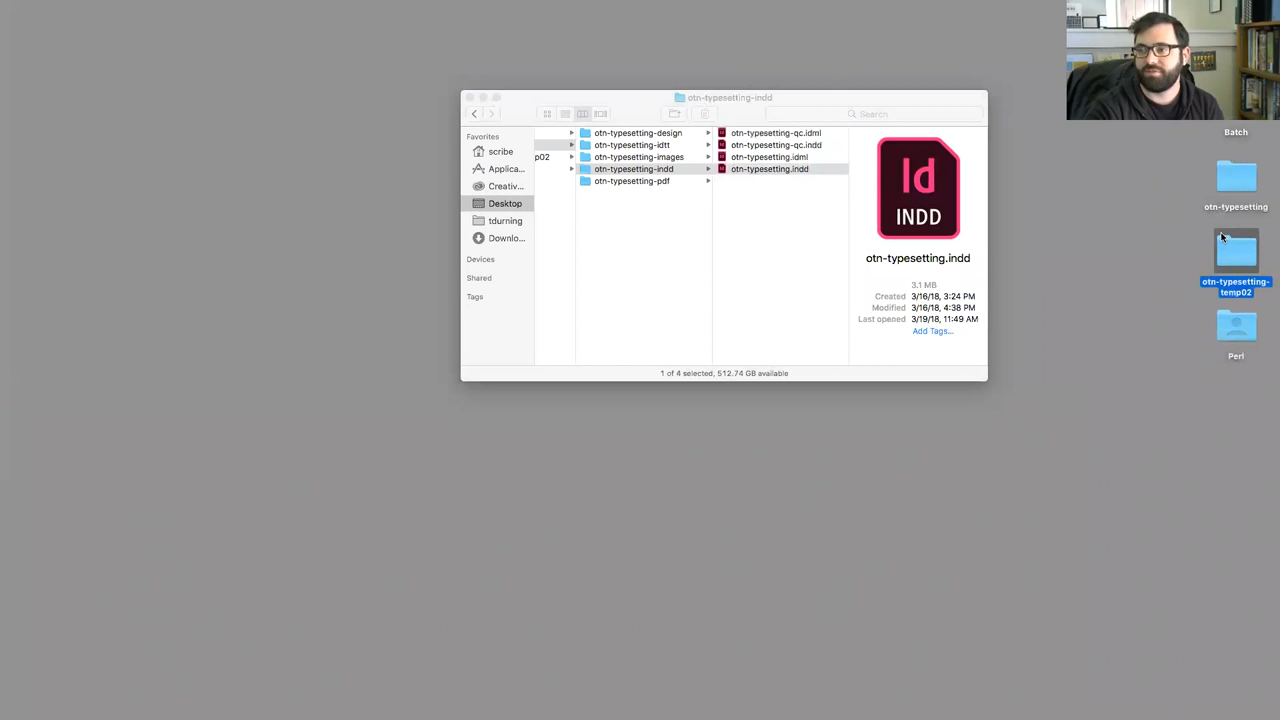 otn-typesetting-indd
Search
Favorites
scribe
Applica...
Creativ...
Desktop
tdurning
Downlo...
Devices
Shared
Tags
p02
otn-typesetting-design
otn-typesetting-idtt
otn-typesetting-images
otn-typesetting-indd
otn-typesetting-pdf
otn-typesetting-qc.idml
otn-typesetting-qc.indd
otn-typesetting.idml
otn-typesetting.indd
Id
INDD
otn-typesetting.indd
3.1 MB
Created 3/16/18, 3:24 PM
Modified 3/16/18, 4:38 PM
Last opened 3/19/18, 11:49 AM
Add Tags...
1 of 4 selected, 512.74 GB available
Batch
otn-typesetting
otn-typesetting-
temp02
Perl